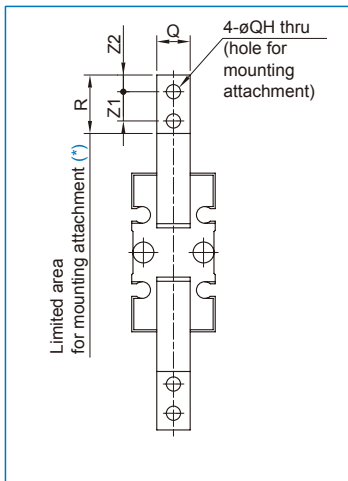 Q
4-øQH thru
(hole for
mounting
attachment)
Z2
R
Z1
Limited area
for mounting attachment (*)